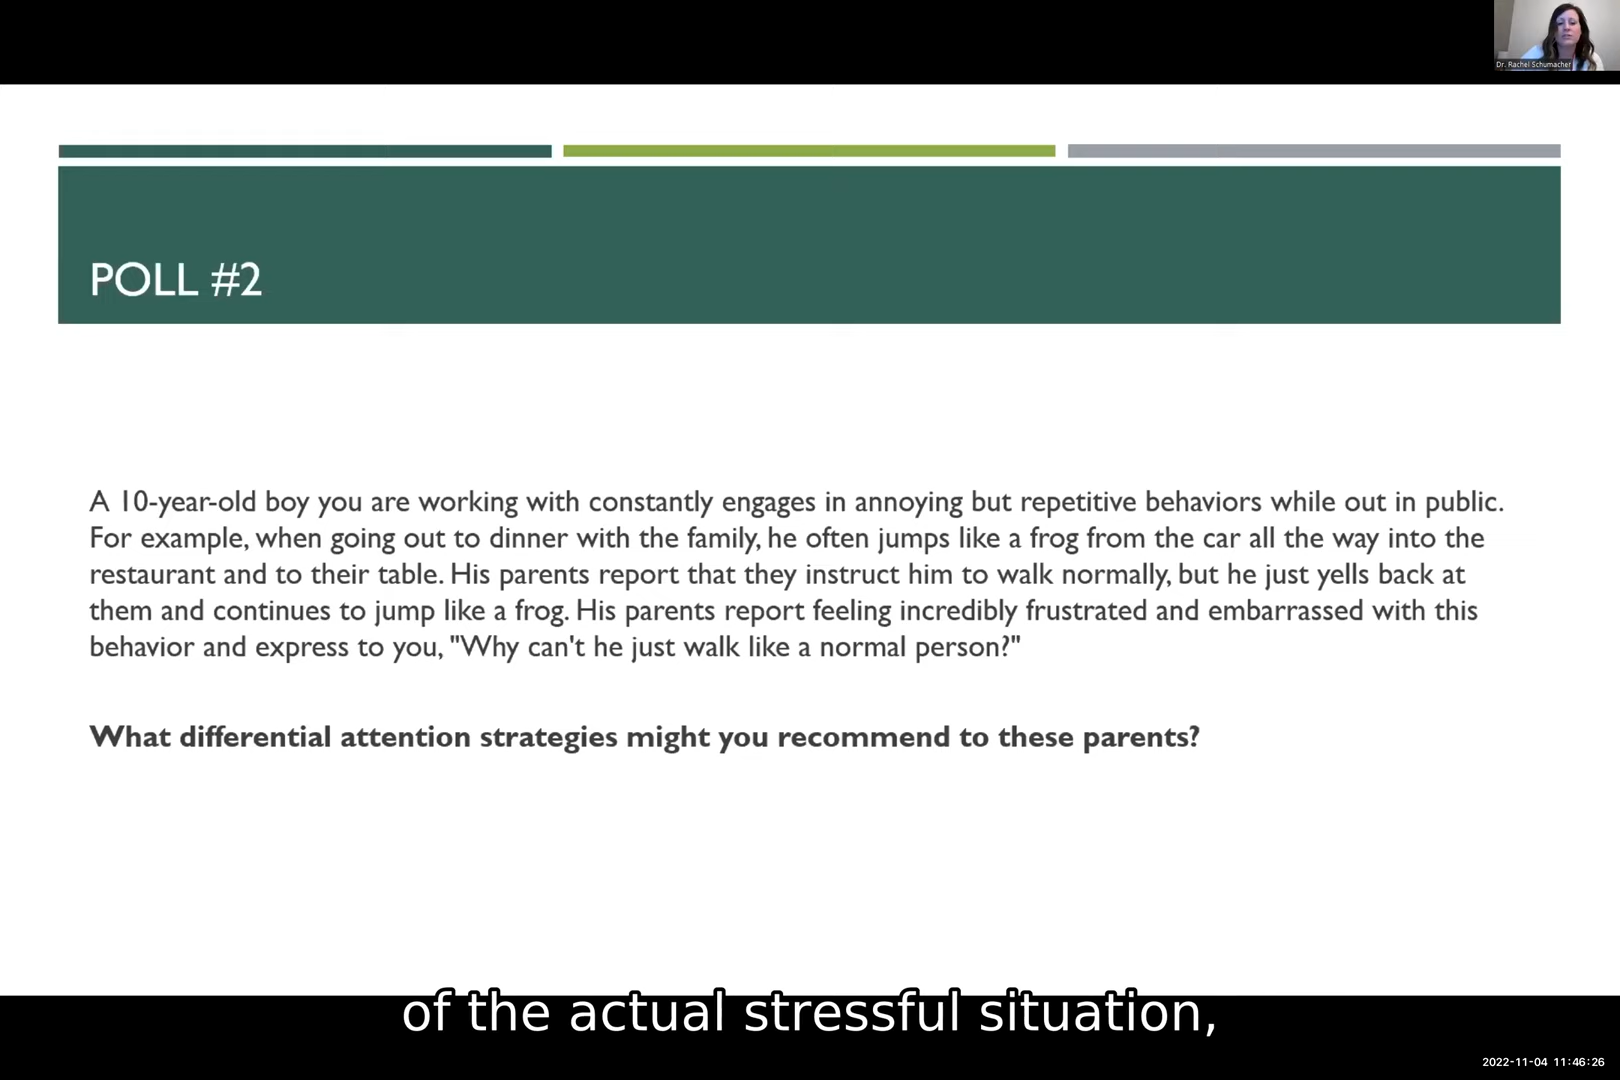 Dr. Rachel Schumacher
POLL #2
A 10-year-old boy you are working with constantly engages in annoying but repetitive behaviors while out in public.
For example, when going out to dinner with the family, he often jumps like a frog from the car all the way into the
restaurant and to their table. His parents report that they instruct him to walk normally, but he just yells back at
them and continues to jump like a frog. His parents report feeling incredibly frustrated and embarrassed with this
behavior and express to you, "Why can't he just walk like a normal person?"
What differential attention strategies might you recommend to these parents?
of the actual stressful situation,
2022-11-04 11:46:26